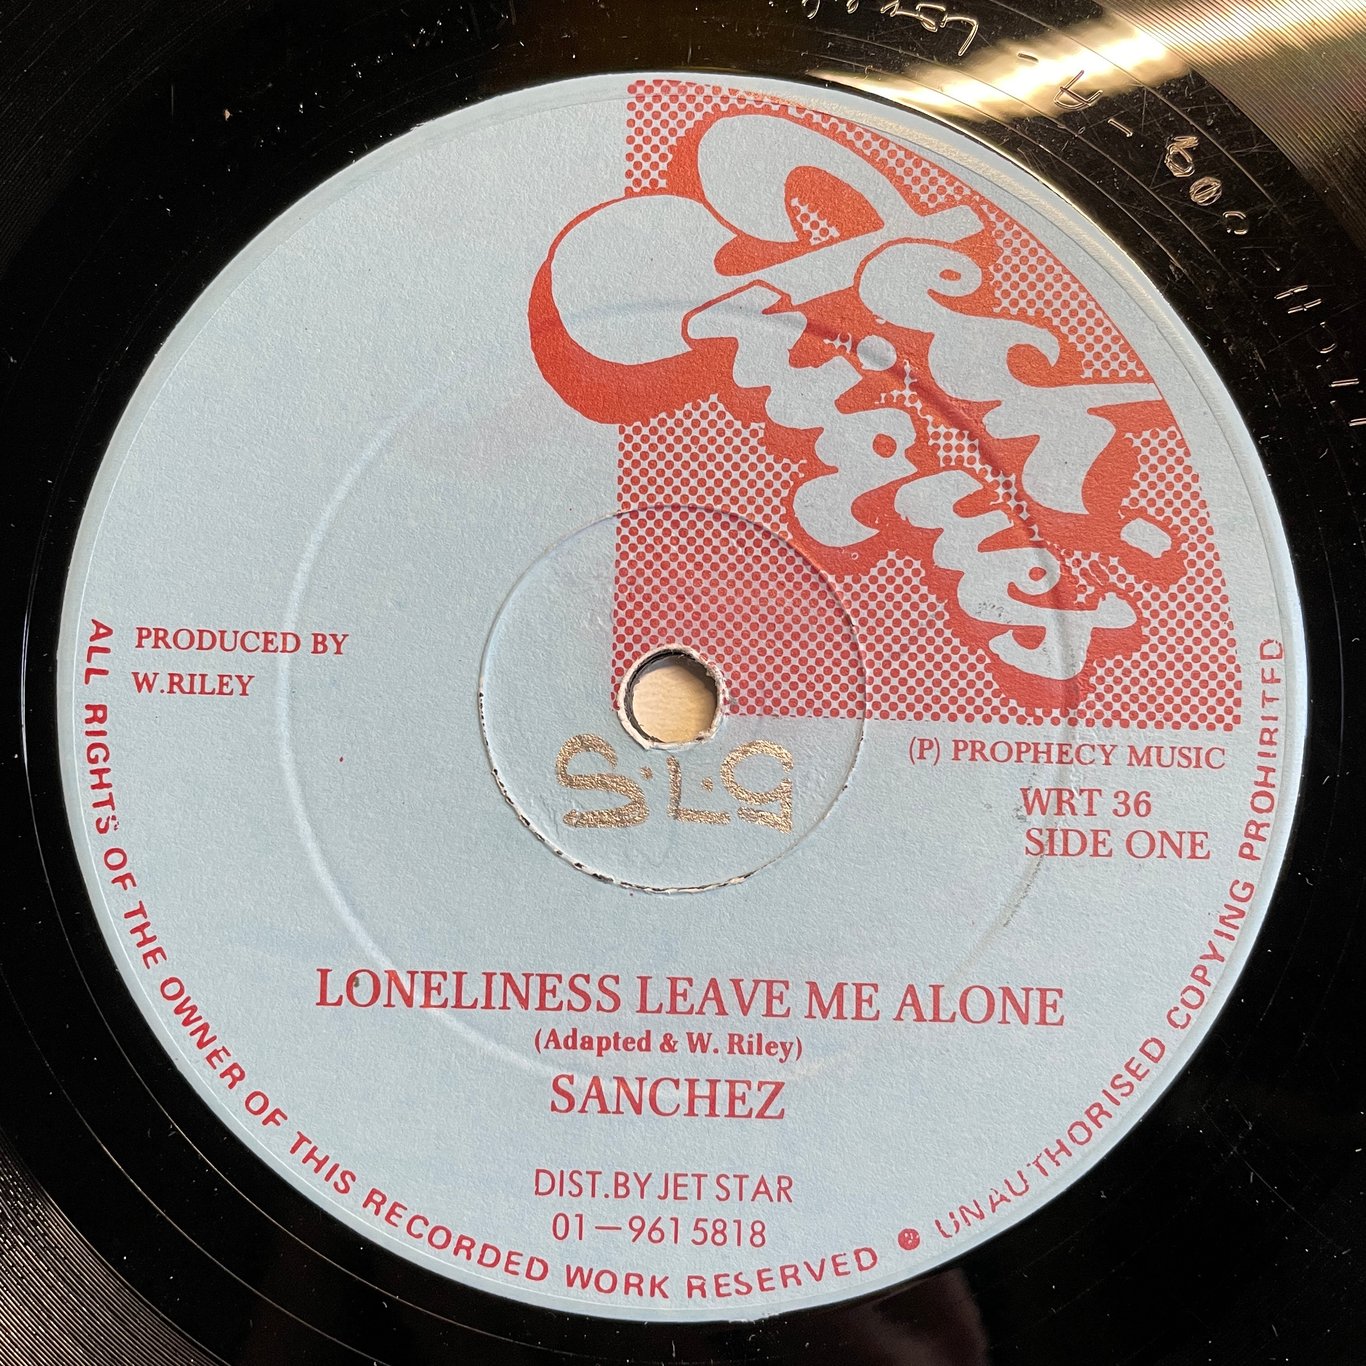 Techniques
PRODUCED BY
W.RILEY
S.L.G
(P) PROPHECY MUSIC
WRT 36
SIDE ONE
LONELINESS LEAVE ME ALONE
(Adapted & W. Riley)
SANCHEZ
DIST.BY JET STAR
01-961 5818
ALL RIGHTS OF THE OWNER OF THIS RECORDED WORK RESERVED ● UNAUTHORISED COPYING PROHIBITED